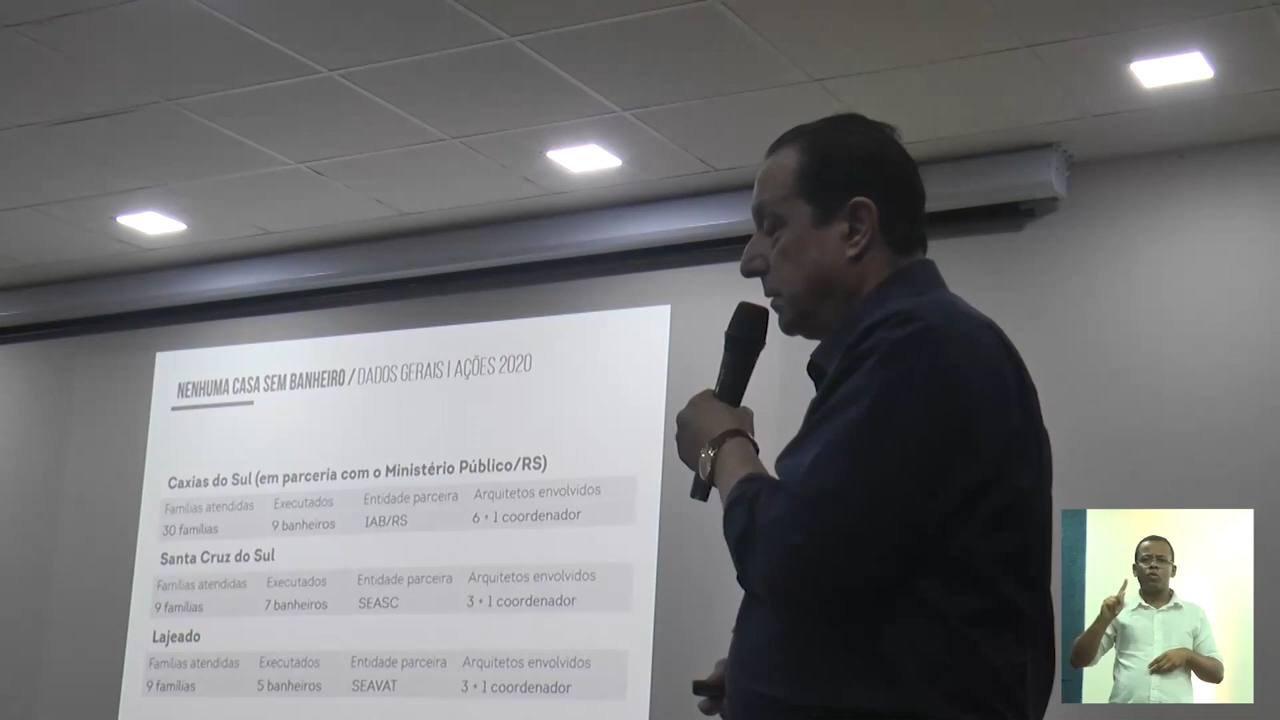 NENHUMA CASA SEM BANHEIRO / DADOS GERAIS | AÇÕES 2020
Caxias do Sul (em parceria com o Ministério Público/RS)
Famílias atendidas Executados Entidade parceira Arquitetos envolvidos
30 famílias 9 banheiros IAB/RS 6 + 1 coordenador
Santa Cruz do Sul
Famílias atendidas Executados Entidade parceira Arquitetos envolvidos
9 famílias 7 banheiros SEASC 3 + 1 coordenador
Lajeado
Famílias atendidas Executados Entidade parceira Arquitetos envolvidos
9 famílias 5 banheiros SEAVAT 3 + 1 coordenador